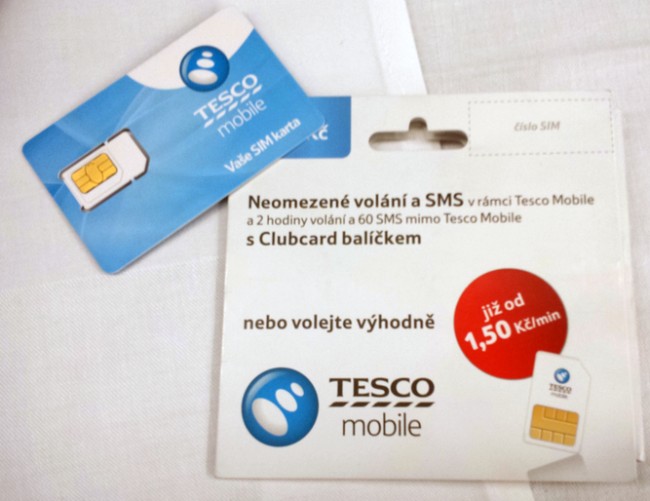 TESCO
mobile
Vaše SIM karta
číslo SIM
Neomezené volání a SMS v rámci Tesco Mobile
a 2 hodiny volání a 60 SMS mimo Tesco Mobile
s Clubcard balíčkem
nebo volejte výhodně
již od
1,50 Kč/min
TESCO
mobile
TESCO
mobile